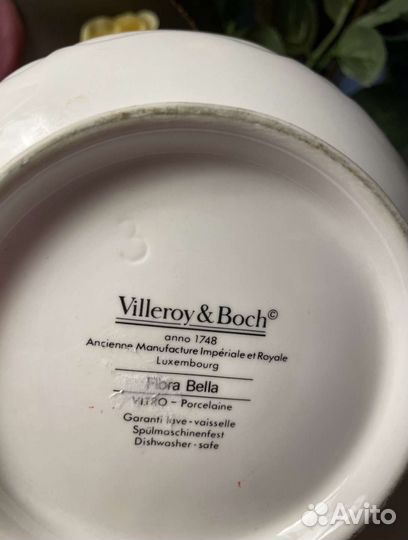 3
Villeroy & Boch©
anno 1748
Ancienne Manufacture Impériale et Royale
Luxembourg
Flora Bella
VITRO – Porcelaine
Garanti lave - vaisselle
Spülmaschinenfest
Dishwasher - safe
Avito